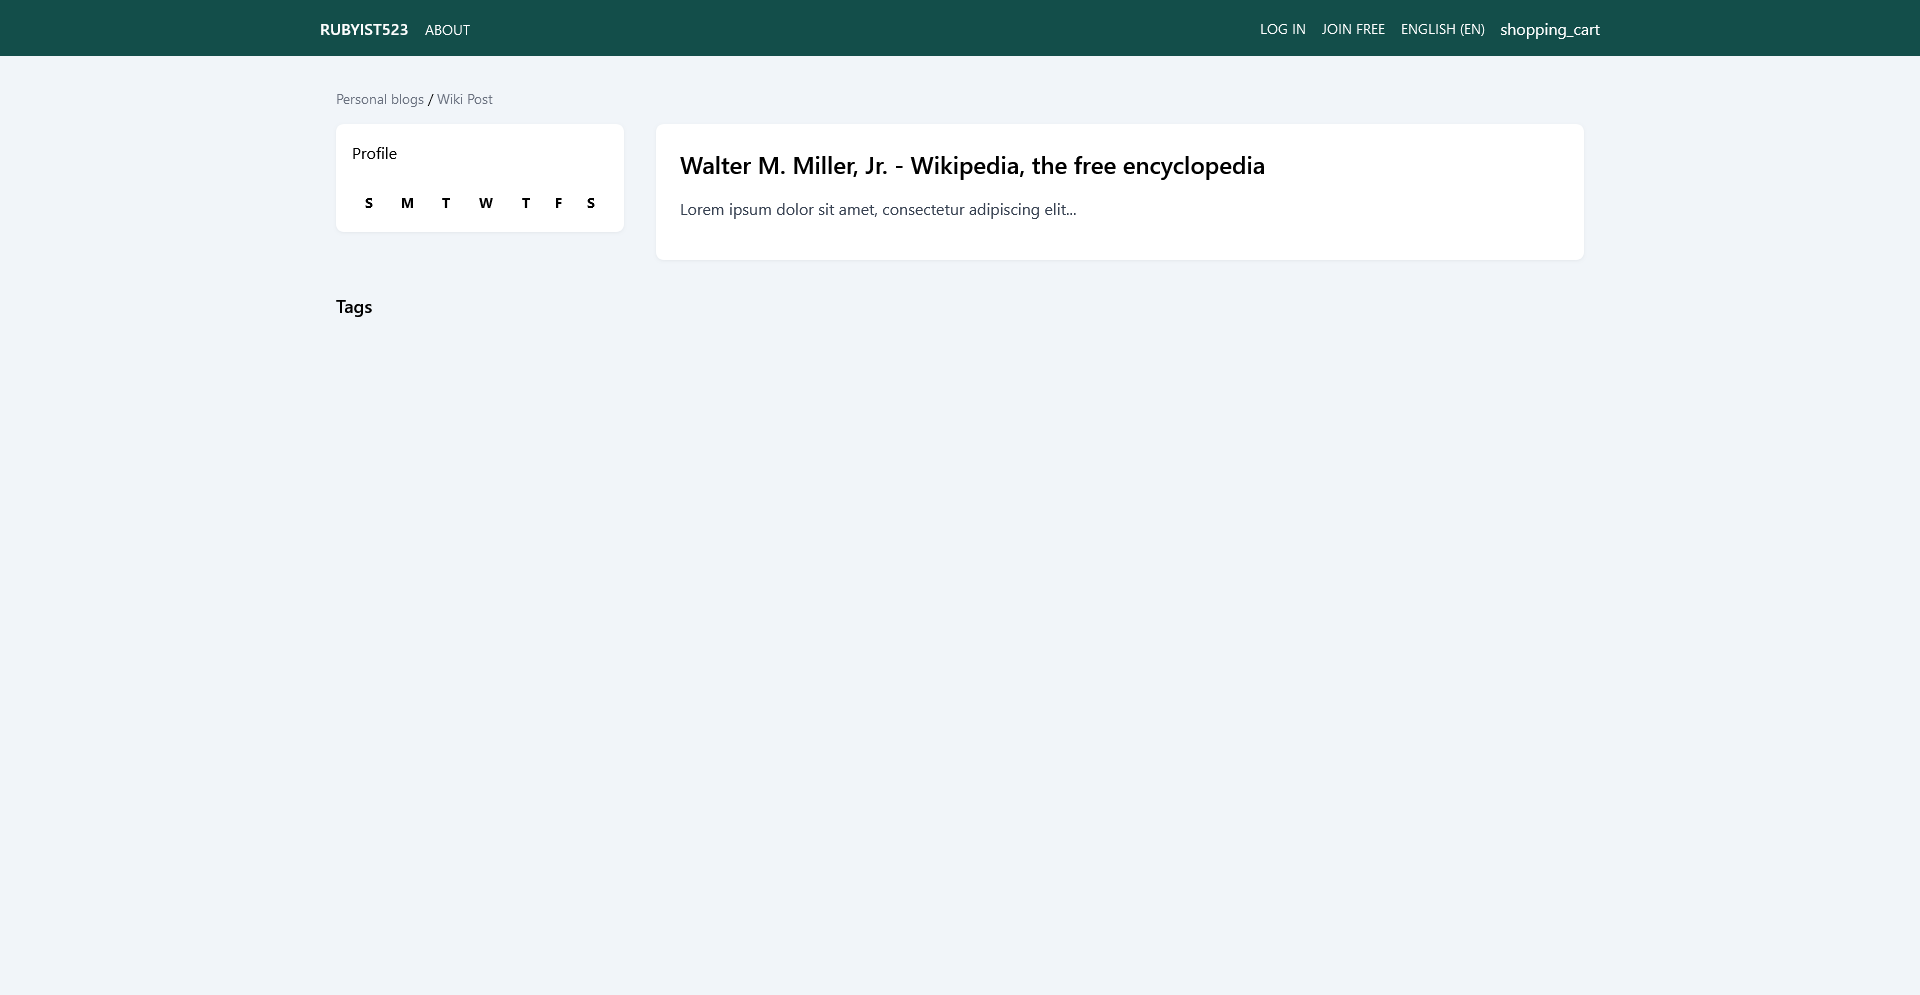 RUBYIST523 ABOUT LOG IN JOIN FREE ENGLISH (EN) shopping_cart
Personal blogs / Wiki Post
Profile
S M T W T F S
Walter M. Miller, Jr. - Wikipedia, the free encyclopedia
Lorem ipsum dolor sit amet, consectetur adipiscing elit...
Tags